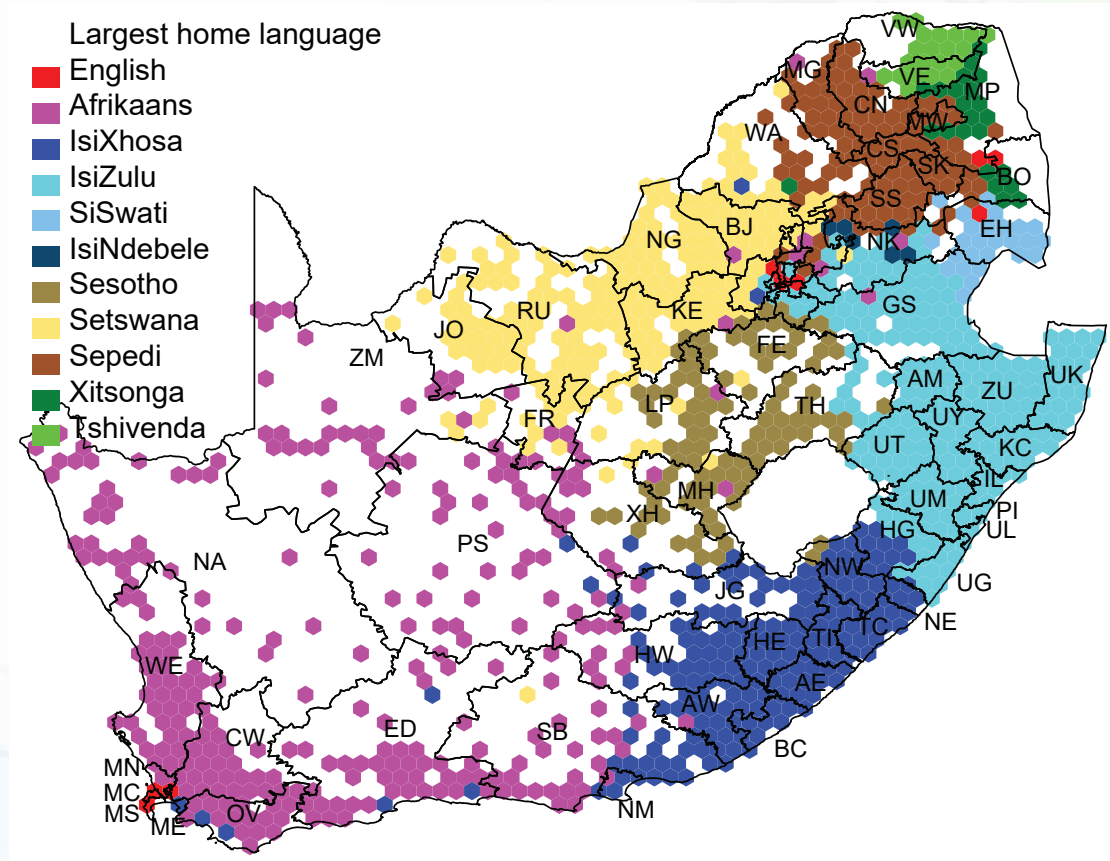 Largest home language
English
Afrikaans
IsiXhosa
IsiZulu
SiSwati
IsiNdebele
Sesotho
Setswana
Sepedi
Xitsonga
Tshivenda
VW
MG
VE
MP
CN
MW
WA
CS
SK
BO
SS
BJ
NG
NK
EH
RU
KE
GS
JO
ZM
FE
AM
ZU
UK
LP
TH
FR
UY
UT
KC
MH
IL
UM
PI
XH
HG
UL
PS
NA
NW
UG
JG
NE
TC
HE
TI
HW
WE
AE
AW
ED
SB
CW
BC
MN
MC
MS
ME
OV
NM